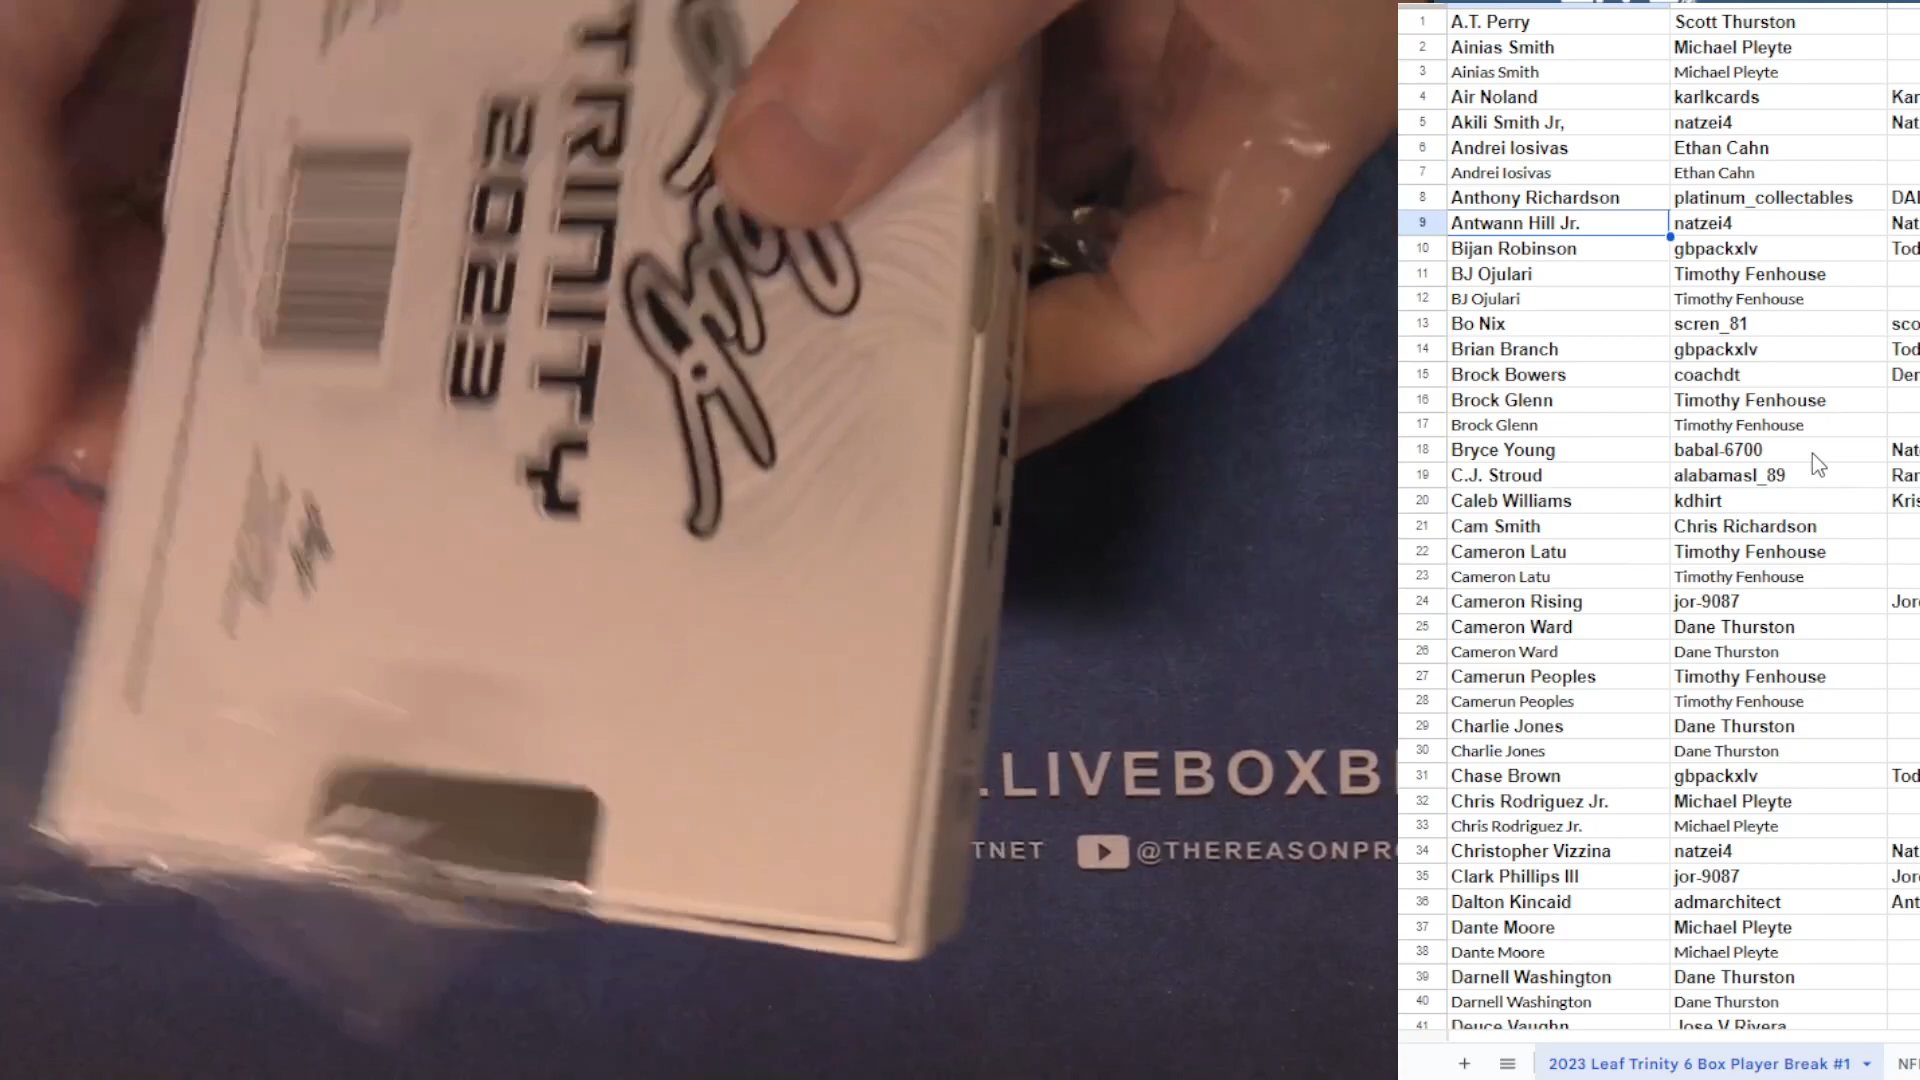 TRINITY
2023
.LIVEBOXB
TNET @THEREASONPR
1 A.T. Perry Scott Thurston
2 Ainias Smith Michael Pleyte
3 Ainias Smith Michael Pleyte
4 Air Noland karlkcards Kar
5 Akili Smith Jr, natzei4 Nat
6 Andrei Iosivas Ethan Cahn
7 Andrei Iosivas Ethan Cahn
8 Anthony Richardson platinum_collectables DAI
9 Antwann Hill Jr. natzei4 Nat
10 Bijan Robinson gbpackxlv Tod
11 BJ Ojulari Timothy Fenhouse
12 BJ Ojulari Timothy Fenhouse
13 Bo Nix scren_81 sco
14 Brian Branch gbpackxlv Tod
15 Brock Bowers coachdt Der
16 Brock Glenn Timothy Fenhouse
17 Brock Glenn Timothy Fenhouse
18 Bryce Young babal-6700 Nat
19 C.J. Stroud alabamasl_89 Rar
20 Caleb Williams kdhirt Kris
21 Cam Smith Chris Richardson
22 Cameron Latu Timothy Fenhouse
23 Cameron Latu Timothy Fenhouse
24 Cameron Rising jor-9087 Jor
25 Cameron Ward Dane Thurston
26 Cameron Ward Dane Thurston
27 Camerun Peoples Timothy Fenhouse
28 Camerun Peoples Timothy Fenhouse
29 Charlie Jones Dane Thurston
30 Charlie Jones Dane Thurston
31 Chase Brown gbpackxlv Tod
32 Chris Rodriguez Jr. Michael Pleyte
33 Chris Rodriguez Jr. Michael Pleyte
34 Christopher Vizzina natzei4 Nat
35 Clark Phillips III jor-9087 Jor
36 Dalton Kincaid admarchitect Ant
37 Dante Moore Michael Pleyte
38 Dante Moore Michael Pleyte
39 Darnell Washington Dane Thurston
40 Darnell Washington Dane Thurston
41 Deuce Vaughn Jose V Rivera
2023 Leaf Trinity 6 Box Player Break #1 NF